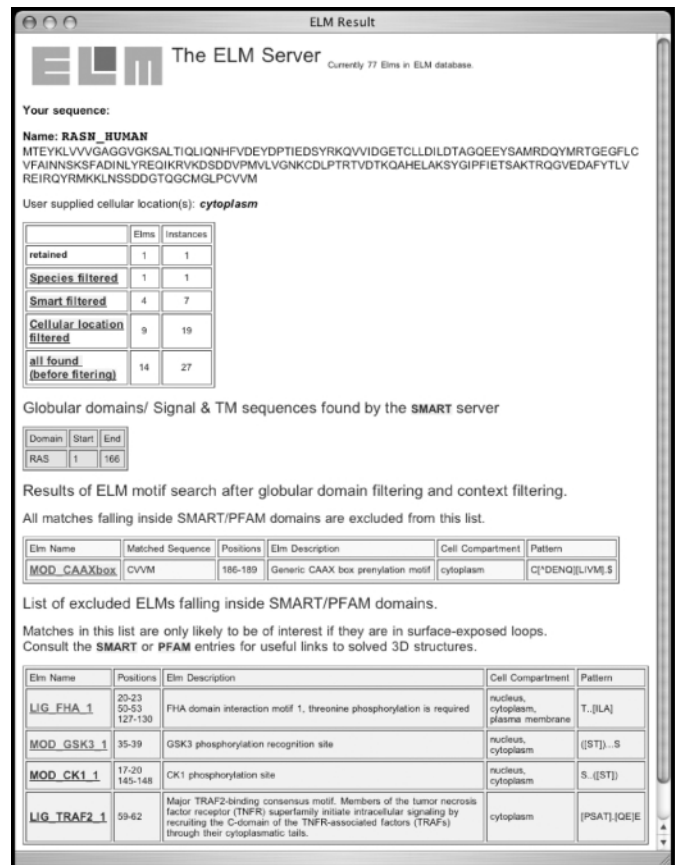 ELM Result
ELM
The ELM Server Currently 77 Elms in ELM database.
Your sequence:
Name: RASN_HUMAN
MTEYKLVVVGAGGVGKSALTIQLIQNHFVDEYDPTIEDSYRKQVVIDGETCLLDILDTAGQEEYSAMRDQYMRTGEGFLC
VFAINNSKSFADINLYREQIKRVKDSDDVPMVLVGNKCDLPTRTVDTKQAHELAKSYGIPFIETSAKTRQGVEDAFYTLV
REIRQYRMKKLNSSDDGTQGCMGLPCVVM
User supplied cellular location(s): cytoplasm
Elms Instances
retained 1 1
Species filtered 1 1
Smart filtered 4 7
Cellular location
filtered 9 19
all found
(before fitering) 14 27
Globular domains/ Signal & TM sequences found by the SMART server
Domain Start End
RAS 1 166
Results of ELM motif search after globular domain filtering and context filtering.
All matches falling inside SMART/PFAM domains are excluded from this list.
Elm Name Matched Sequence Positions Elm Description Cell Compartment Pattern
MOD_CAAXbox CVVM 186-189 Generic CAAX box prenylation motif cytoplasm C[^DENQ][LIVM].$
List of excluded ELMs falling inside SMART/PFAM domains.
Matches in this list are only likely to be of interest if they are in surface-exposed loops.
Consult the SMART or PFAM entries for useful links to solved 3D structures.
Elm Name Positions Elm Description Cell Compartment Pattern
LIG_FHA_1 20-23 50-53 127-130 FHA domain interaction motif 1, threonine phosphorylation is required nucleus, cytoplasm, plasma membrane T..[ILA]
MOD_GSK3_1 35-39 GSK3 phosphorylation recognition site nucleus, cytoplasm ([ST])...S
MOD_CK1_1 17-20 145-148 CK1 phosphorylation site nucleus, cytoplasm S..([ST])
LIG_TRAF2_1 59-62 Major TRAF2-binding consensus motif. Members of the tumor necrosis
factor receptor (TNFR) superfamily initiate intracellular signaling by
recruiting the C-domain of the TNFR-associated factors (TRAFs)
through their cytoplasmatic tails. cytoplasm [PSAT].[QE]E